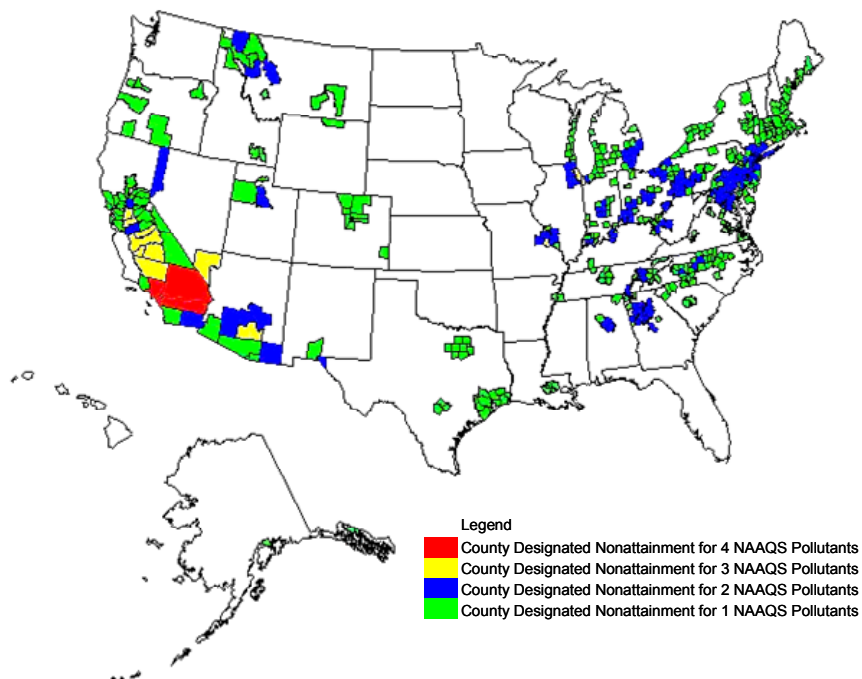 Legend
County Designated Nonattainment for 4 NAAQS Pollutants
County Designated Nonattainment for 3 NAAQS Pollutants
County Designated Nonattainment for 2 NAAQS Pollutants
County Designated Nonattainment for 1 NAAQS Pollutants